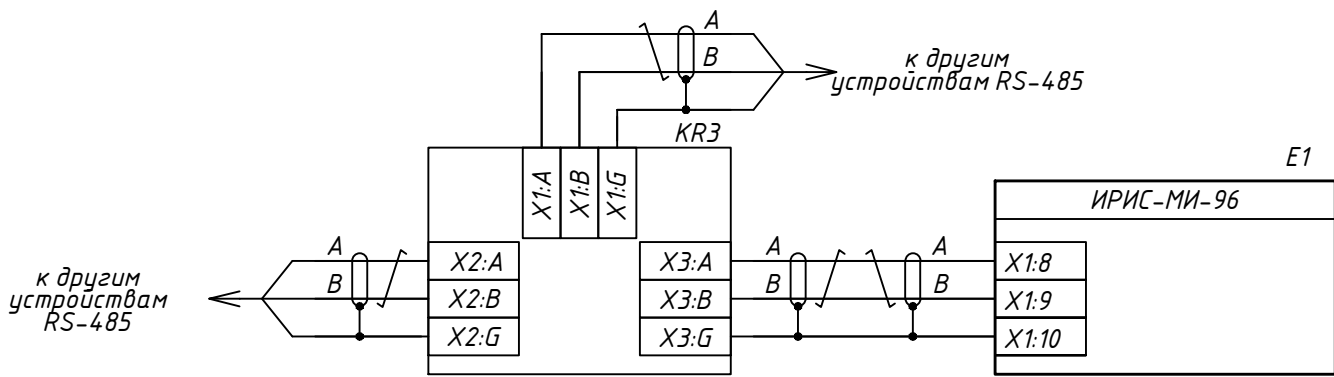 A
B
к другим
устройствам RS-485
KR3
E1
X1:A
X1:B
X1:G
ИРИС-МИ-96
A
B
X2:A
X2:B
X2:G
X3:A
X3:B
X3:G
A
B
A
B
X1:8
X1:9
X1:10
к другим
устройствам
RS-485